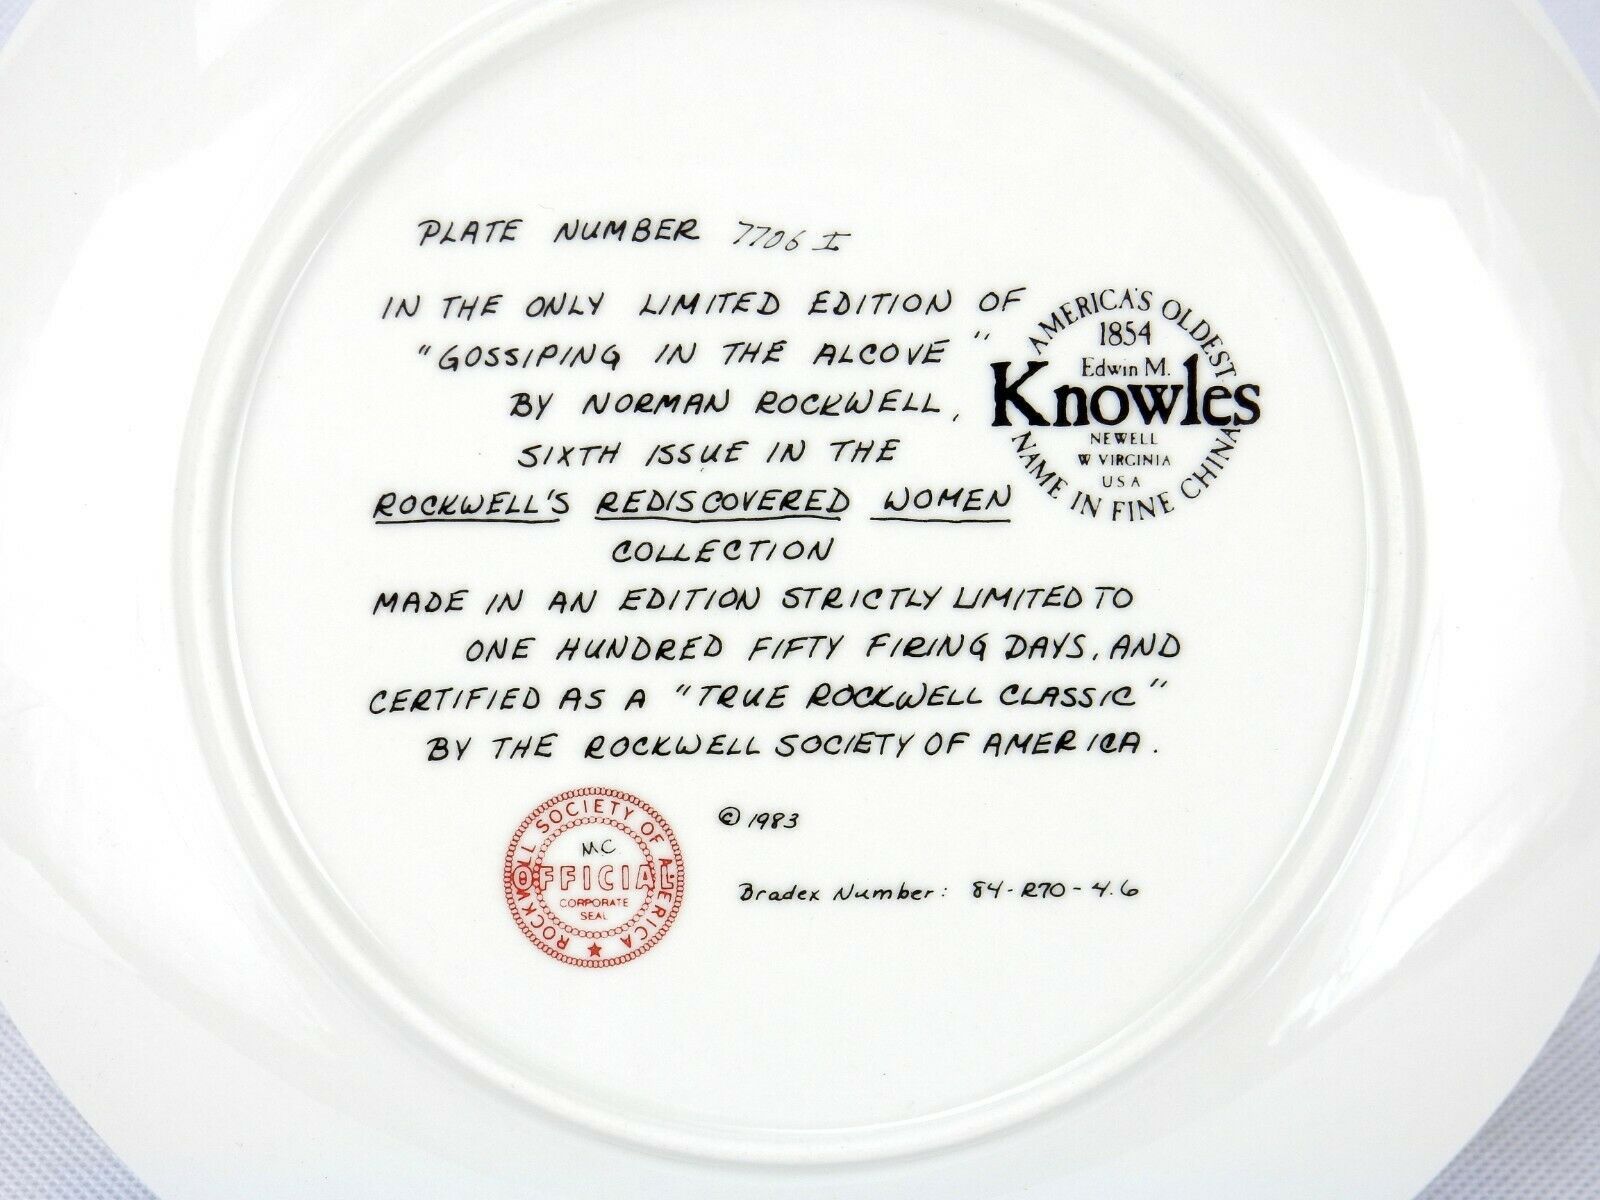 PLATE NUMBER 7706 I
IN THE ONLY LIMITED EDITION OF
"GOSSIPING IN THE ALCOVE"
BY NORMAN ROCKWELL,
SIXTH ISSUE IN THE
ROCKWELL'S REDISCOVERED WOMEN
COLLECTION
MADE IN AN EDITION STRICTLY LIMITED TO
ONE HUNDRED FIFTY FIRING DAYS, AND
CERTIFIED AS A "TRUE ROCKWELL CLASSIC"
BY THE ROCKWELL SOCIETY OF AMERICA.
AMERICA'S OLDEST
1854
Edwin M.
Knowles
NEWELL
W VIRGINIA
USA
NAME IN FINE CHINA
ROCKWELL SOCIETY OF AMERICA
MC
OFFICIAL
CORPORATE
SEAL
© 1983
Bradex Number: 84-R70-4.6